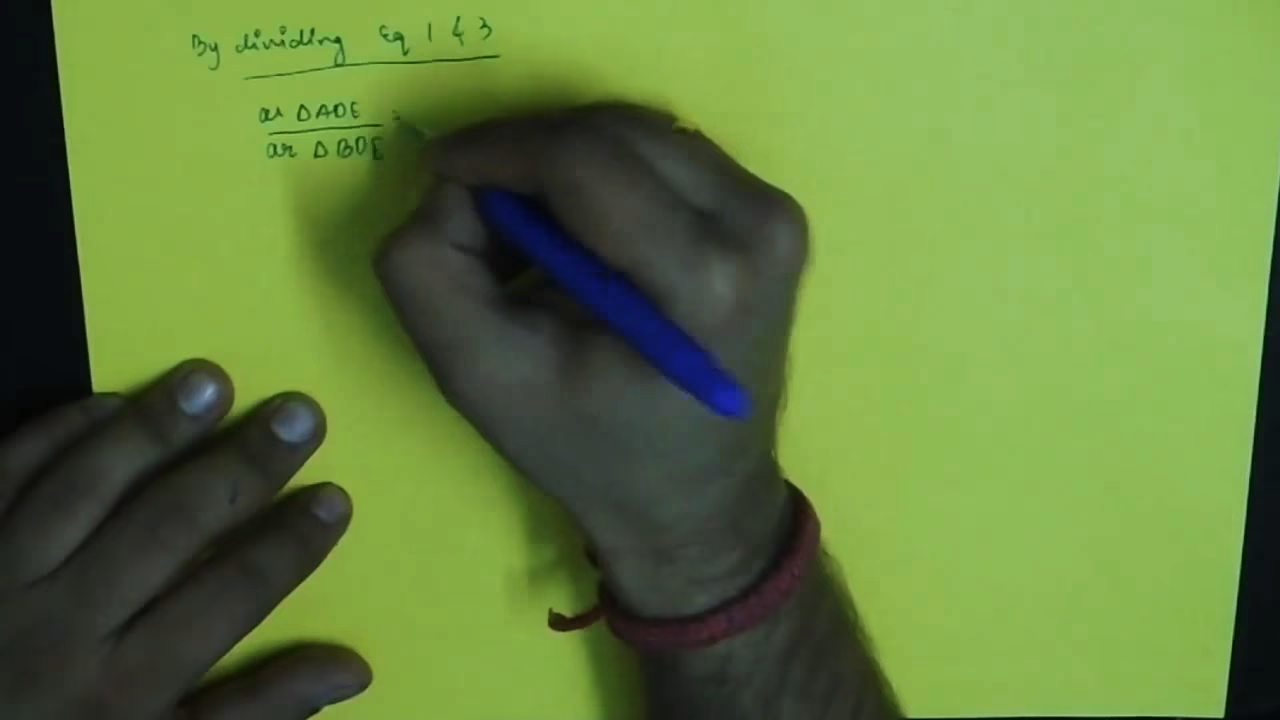 By dividing Eq 1 & 3
ar ΔADE =
ar ΔBDE